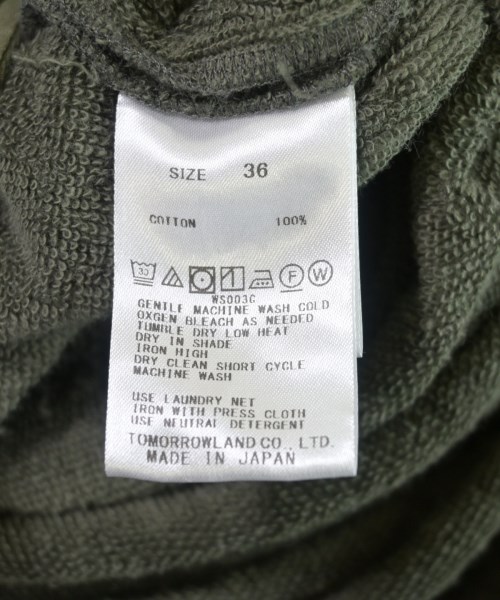 SIZE 36
COTTON 100%
30 F W
WS003C
GENTLE MACHINE WASH COLD
OXGEN BLEACH AS NEEDED
TUMBLE DRY LOW HEAT
DRY IN SHADE
IRON HIGH
DRY CLEAN SHORT CYCLE
MACHINE WASH
USE LAUNDRY NET
IRON WITH PRESS CLOTH
USE NEUTRAL DETERGENT
TOMORROWLAND CO., LTD.
MADE IN JAPAN